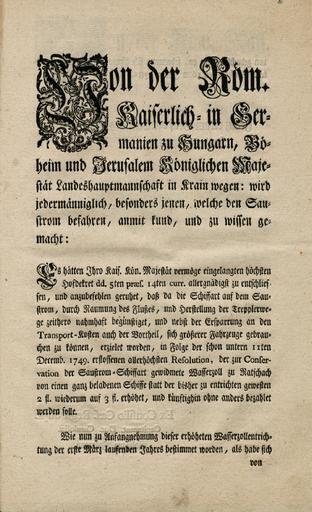 Von der Röm.
Kaiserlich- in Ger-
manien zu Hungarn, Bö-
heim und Jerusalem Königlichen Maje-
stät Landeshauptmannschaft in Krain wegen: wird
jedermänniglich, besonders jenen, welche den Sau-
strom befahren, anmit kund, und zu wissen ge-
macht:
Es hätten Ihro Kais. Kön. Majestät vermöge eingelangten höchsten
Hofdekret dd. 5ten præs. 14ten curr. allergnädigst zu entschlies-
sen, und anzubefehlen geruhet, daß da die Schiffart auf dem Sau-
strom, durch Raumung des Flußes, und Herstellung der Treppelwe-
ge zeithero nahmhaft begünstiget, und nebst der Ersparung an den
Transport-Kosten auch der Vortheil, sich größerer Fahrzeuge gebrau-
chen zu können, erzielet worden, in Folge der schon untern 11ten
Decemb. 1749. erflossenen allerhöchsten Resolution, der zur Conser-
vation der Saustrom-Schiffart gewidmete Wasserzoll zu Ratschach
von einen ganz beladenen Schiffe statt der bisher zu entrichten gewesten
2 fl. wiederum auf 3 fl. erhöhet, und künftighin ohne anders bezahlet
werden solle.
Wie nun zu Anfangnehmung dieser erhöheten Wasserzollentrich-
tung der erste März laufenden Jahres bestimmet worden, als habe sich
von